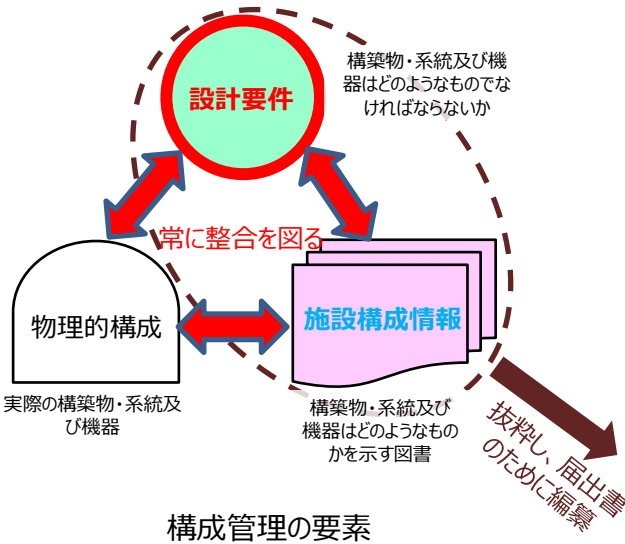 設計要件
構築物・系統及び機
器はどのようなものでな
ければならないか
常に整合を図る
物理的構成
施設構成情報
実際の構築物・系統及
び機器
構築物・系統及び
機器はどのようなもの
かを示す図書
抜粋し、届出書
のために編纂
構成管理の要素